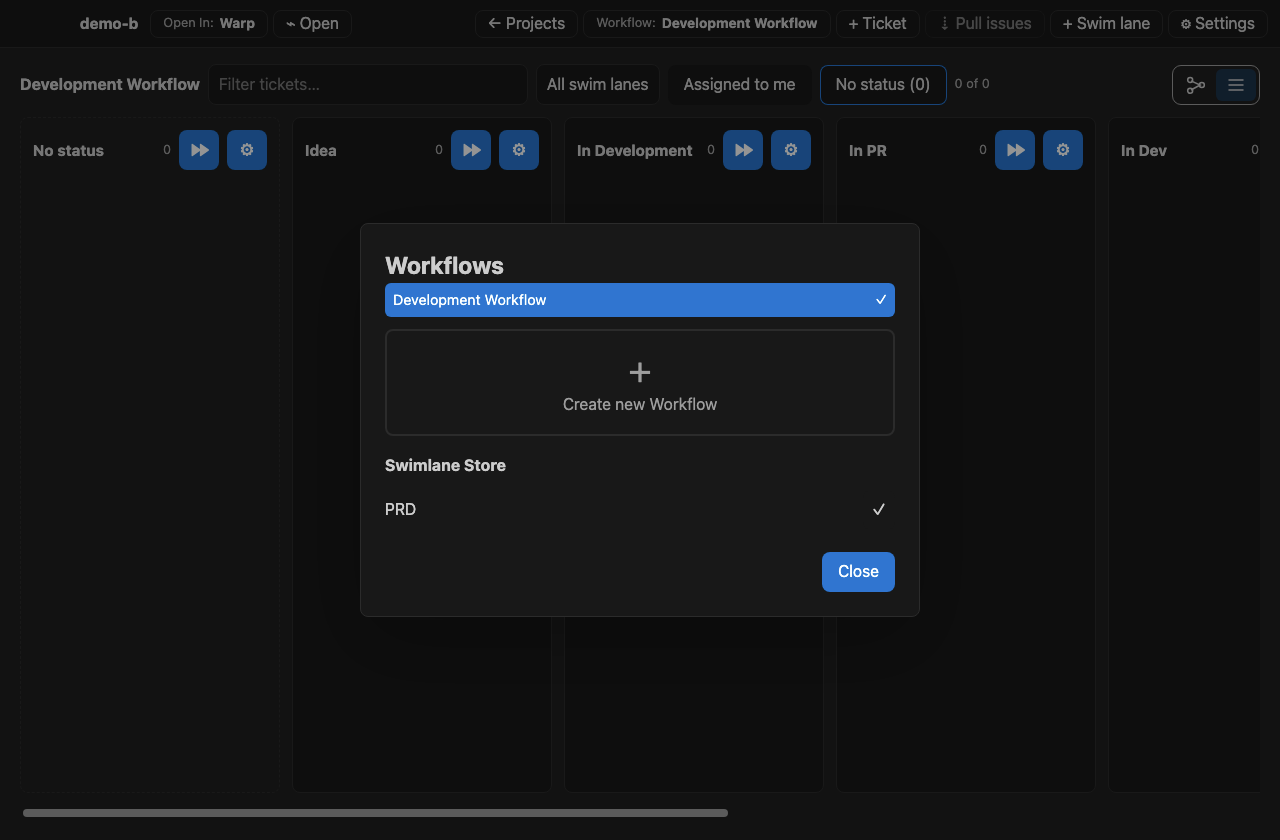 demo-b
Open In: Warp
Open
← Projects
Workflow: Development Workflow
+ Ticket
Pull issues
+ Swim lane
Settings
Development Workflow
Filter tickets...
All swim lanes
Assigned to me
No status (0)
0 of 0
No status 0
Idea 0
In Development 0
In PR 0
In Dev 0
Workflows
Development Workflow ✓
+
Create new Workflow
Swimlane Store
PRD ✓
Close